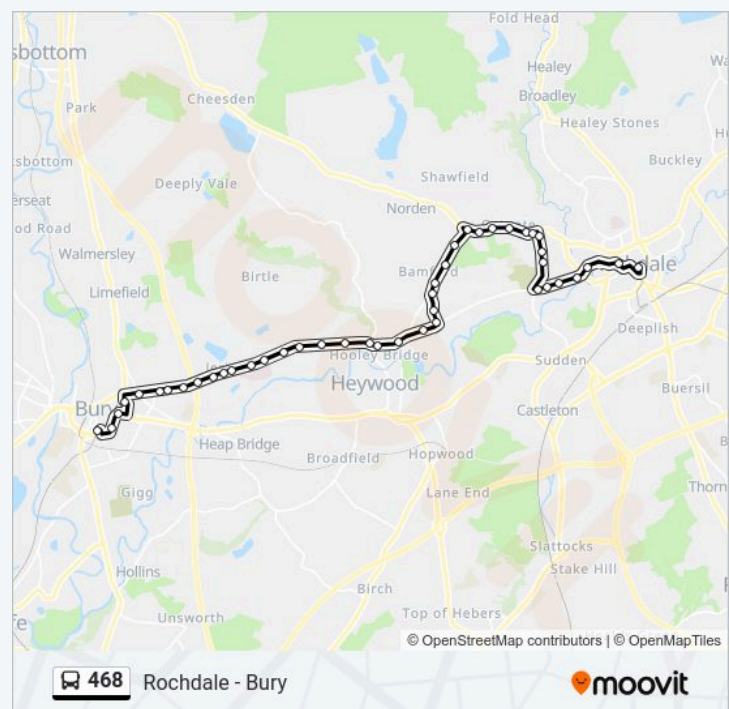 Fold Head
sbottom
Healey
Wa
Park
Cheesden
Broadley
Healey Stones
Buckley
tsbottom
Shawfield
Deeply Vale
Norden
erseat
od Road
Walmersley
Bamford
dale
Birtle
Limefield
Deeplish
Hooley Bridge
Sudden
Heywood
Buersil
Castleton
Heap Bridge
Hopwood
Broadfield
Lane End
Gigg
Thorn
Slattocks
Hollins
Stake Hill
Birch
Top of Hebers
Unsworth
© OpenStreetMap contributors | © OpenMapTiles
468 Rochdale - Bury
moovit